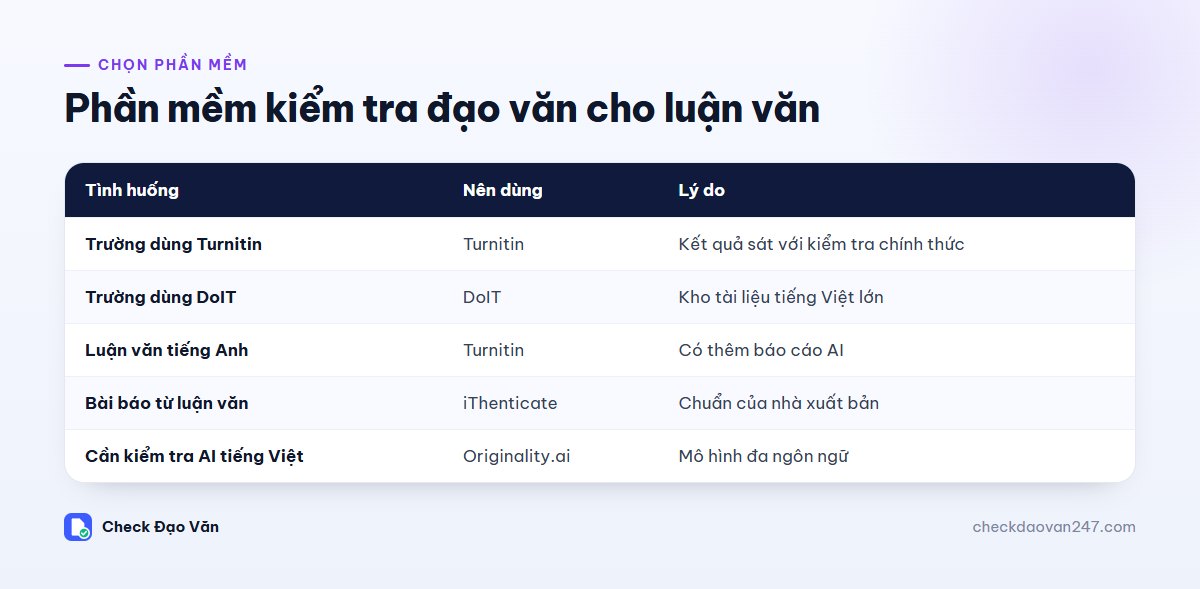 CHỌN PHẦN MỀM
Phần mềm kiểm tra đạo văn cho luận văn
Tình huống Nên dùng Lý do
Trường dùng Turnitin Turnitin Kết quả sát với kiểm tra chính thức
Trường dùng DoIT DoIT Kho tài liệu tiếng Việt lớn
Luận văn tiếng Anh Turnitin Có thêm báo cáo AI
Bài báo từ luận văn iThenticate Chuẩn của nhà xuất bản
Cần kiểm tra AI tiếng Việt Originality.ai Mô hình đa ngôn ngữ
Check Đạo Văn checkdaovan247.com